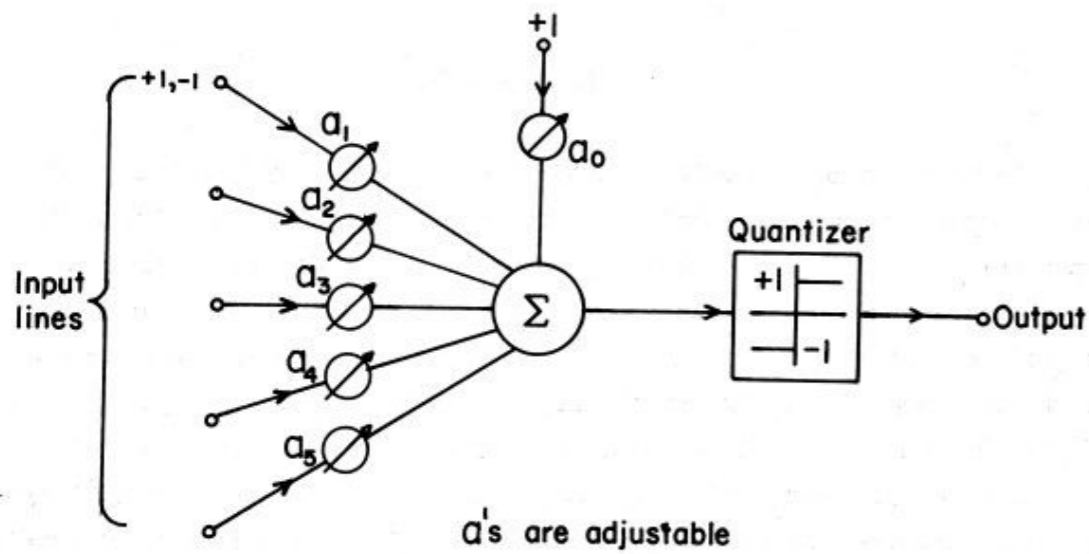 +1
+1,-1
a₁
a₀
a₂
Quantizer
a₃
+1
Input
lines
Σ
Output
-1
a₄
a₅
a's are adjustable